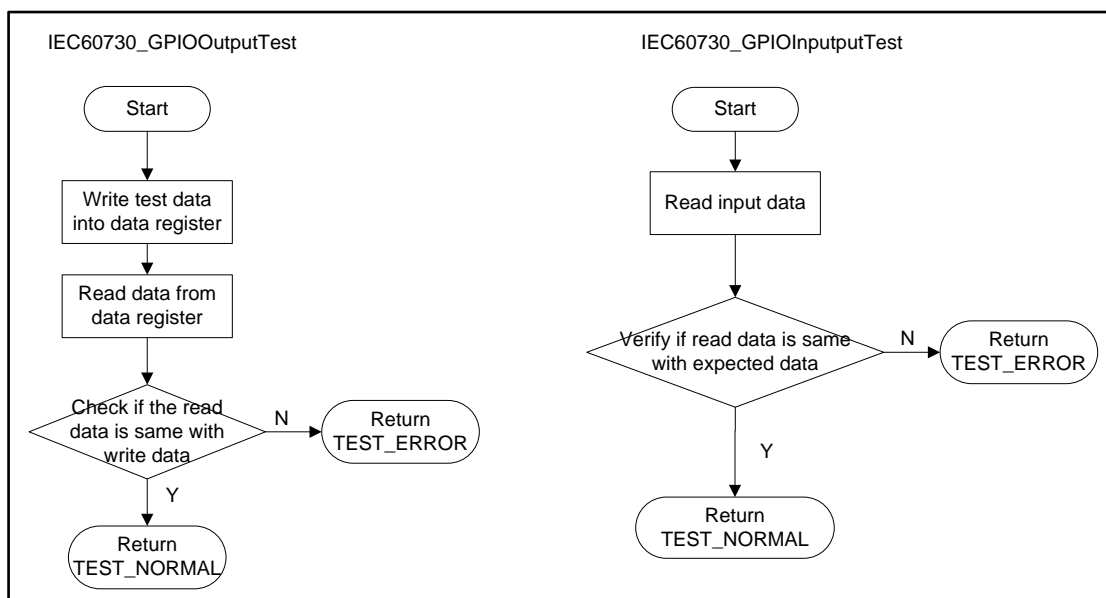 IEC60730_GPIOOutputTest
Start
Write test data
into data register
Read data from
data register
Check if the read
data is same with
write data
N
Return
TEST_ERROR
Y
Return
TEST_NORMAL
IEC60730_GPIOInputputTest
Start
Read input data
Verify if read data is same
with expected data
N
Return
TEST_ERROR
Y
Return
TEST_NORMAL